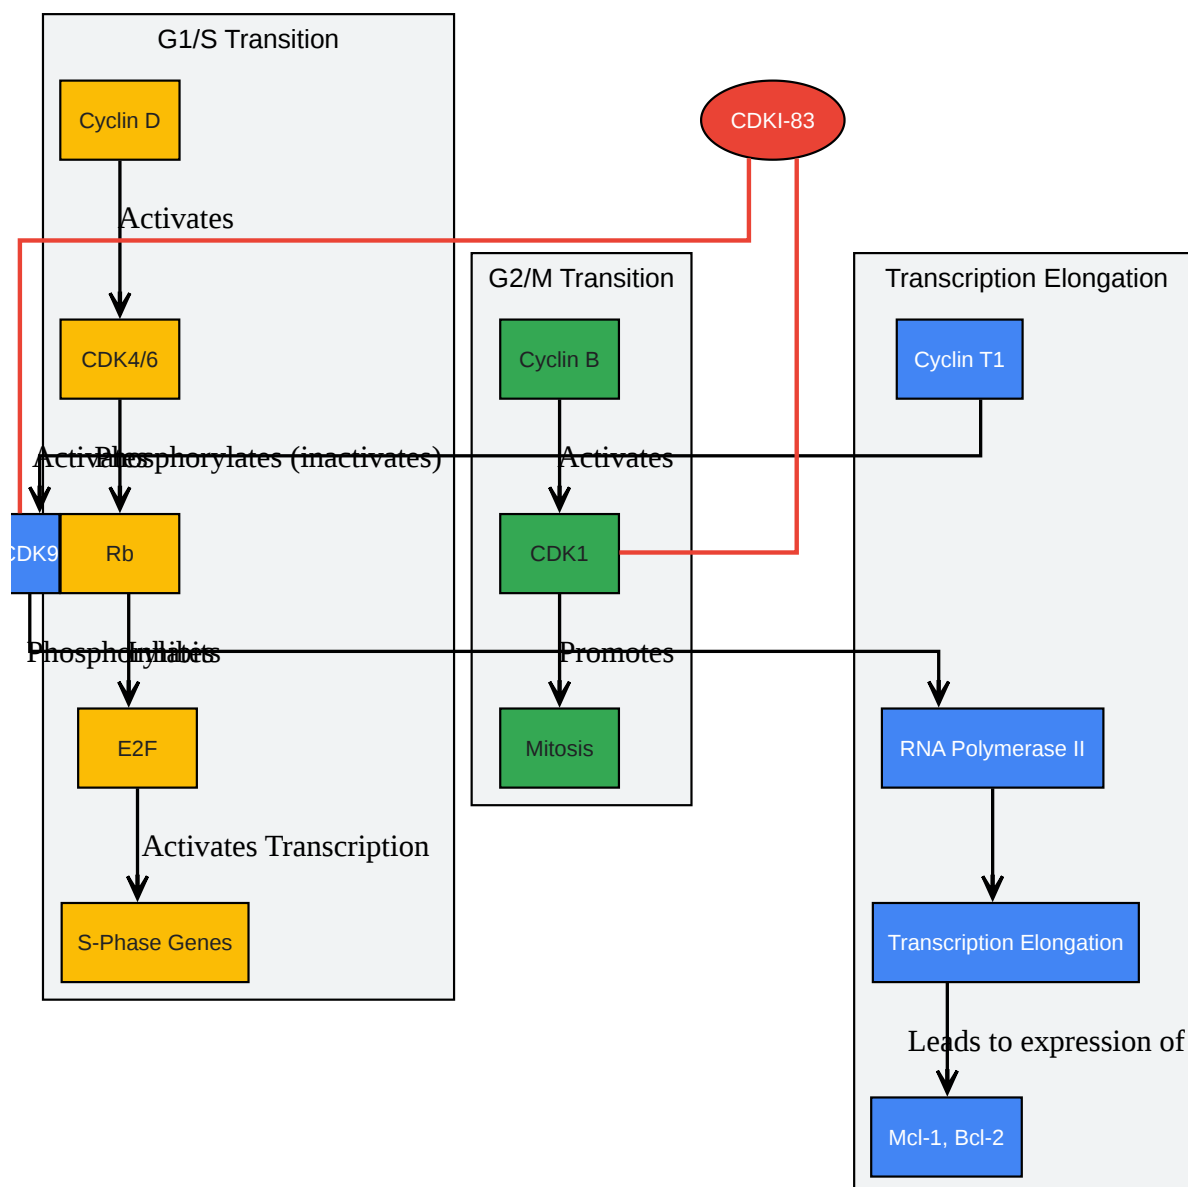 G1/S Transition
Cyclin D
CDKI-83
Activates
G2/M Transition
Transcription Elongation
CDK4/6
Cyclin B
Cyclin T1
Activates
Phosphorylates (inactivates)
Activates
CDK9
Rb
CDK1
Phosphorylates
Inhibits
Promotes
E2F
Mitosis
RNA Polymerase II
Activates Transcription
S-Phase Genes
Transcription Elongation
Leads to expression of
Mcl-1, Bcl-2